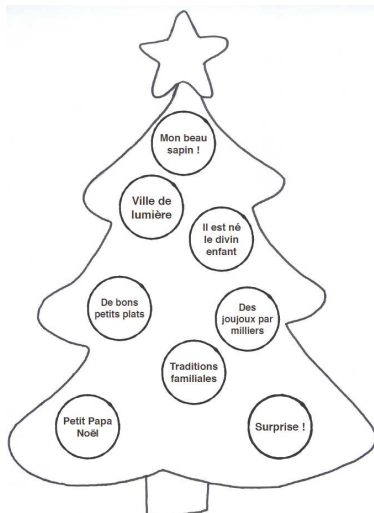 Mon beau
sapin !
Ville de
lumière
Il est né
le divin
enfant
De bons
petits plats
Des
joujoux par
milliers
Traditions
familiales
Petit Papa
Noël
Surprise !